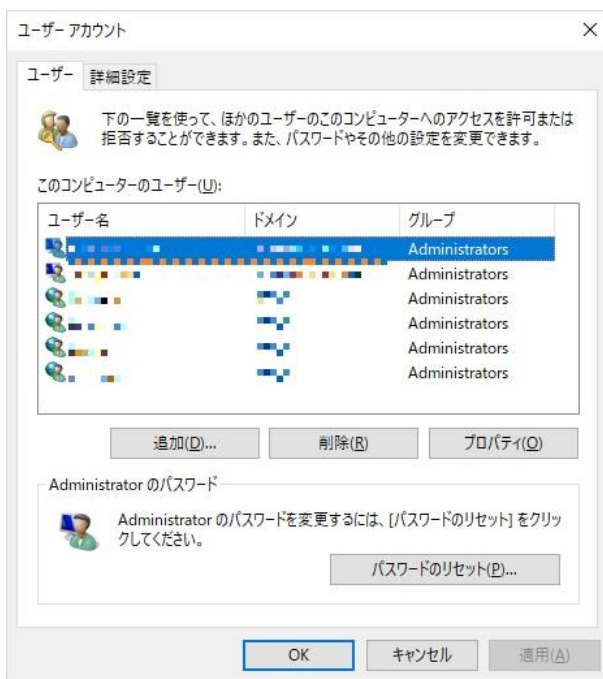 ユーザー アカウント
ユーザー 詳細設定
下の一覧を使って、ほかのユーザーのこのコンピューターへのアクセスを許可または
拒否することができます。また、パスワードやその他の設定を変更できます。
このコンピューターのユーザー(U):
ユーザー名 ドメイン グループ
Administrators
Administrators
Administrators
Administrators
Administrators
Administrators
追加(D)... 削除(R) プロパティ(O)
Administrator のパスワード
Administrator のパスワードを変更するには、[パスワードのリセット] をクリッ
クしてください。
パスワードのリセット(P)...
OK キャンセル 適用(A)